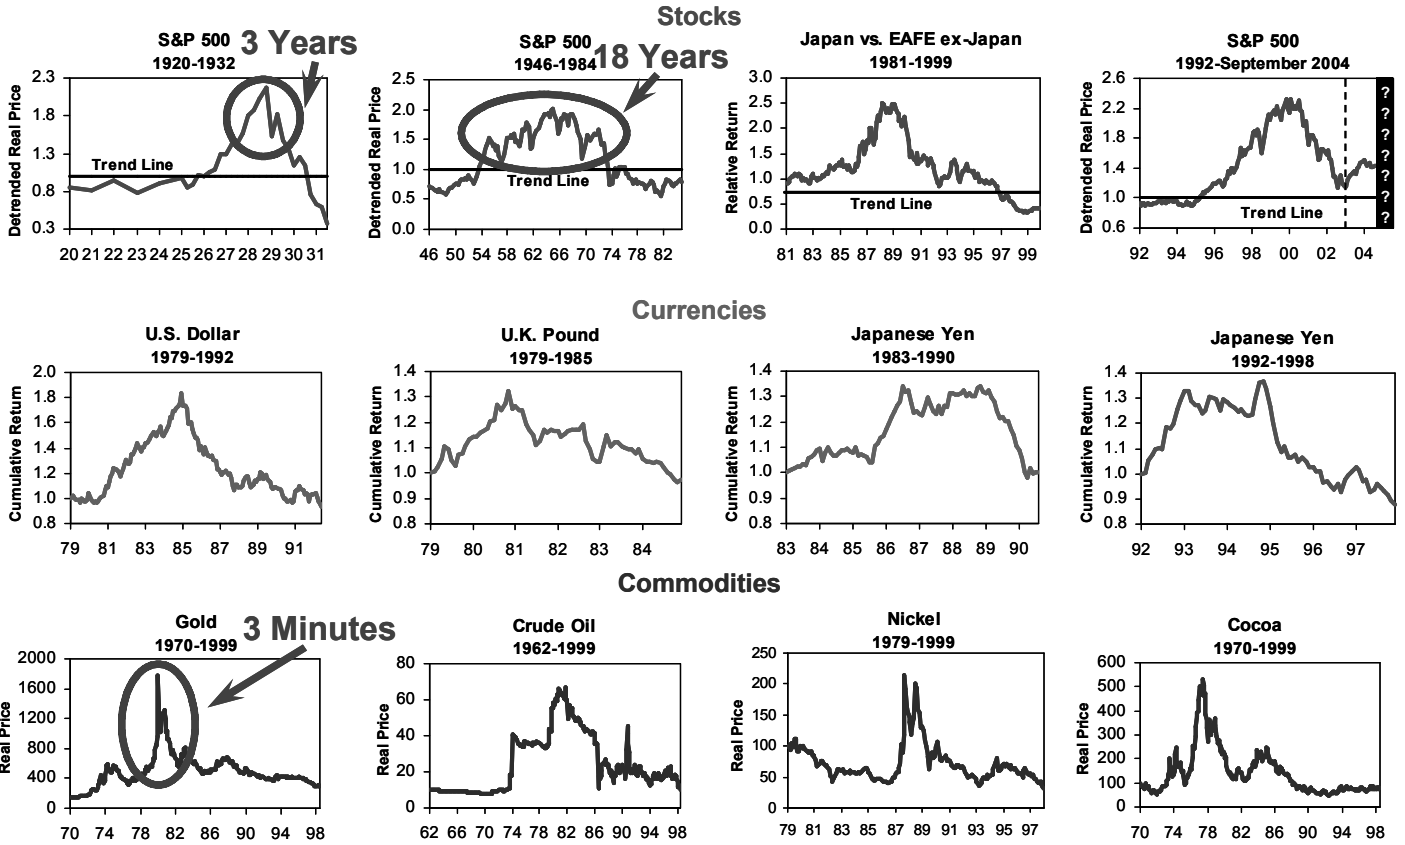 Stocks
S&P 500
1920-1932
3 Years
Detrended Real Price
2.3
1.8
1.3
0.8
0.3
Trend Line
20 21 22 23 24 25 26 27 28 29 30 31
S&P 500
1946-1984
18 Years
Detrended Real Price
2.5
2.0
1.5
1.0
0.5
0.0
Trend Line
46 50 54 58 62 66 70 74 78 82
Japan vs. EAFE ex-Japan
1981-1999
Relative Return
3.0
2.5
2.0
1.5
1.0
0.5
0.0
Trend Line
81 83 85 87 89 91 93 95 97 99
S&P 500
1992-September 2004
Detrended Real Price
2.6
2.2
1.8
1.4
1.0
0.6
Trend Line
?
?
?
?
?
?
?
92 94 96 98 00 02 04
Currencies
U.S. Dollar
1979-1992
Cumulative Return
2.0
1.8
1.6
1.4
1.2
1.0
0.8
79 81 83 85 87 89 91
U.K. Pound
1979-1985
Cumulative Return
1.4
1.3
1.2
1.1
1.0
0.9
0.8
79 80 81 82 83 84
Japanese Yen
1983-1990
Cumulative Return
1.4
1.3
1.2
1.1
1.0
0.9
0.8
83 84 85 86 87 88 89 90
Japanese Yen
1992-1998
Cumulative Return
1.4
1.3
1.2
1.1
1.0
0.9
0.8
92 93 94 95 96 97
Commodities
Gold
1970-1999
3 Minutes
Real Price
2000
1600
1200
800
400
0
70 74 78 82 86 90 94 98
Crude Oil
1962-1999
Real Price
80
60
40
20
0
62 66 70 74 78 82 86 90 94 98
Nickel
1979-1999
Real Price
250
200
150
100
50
0
79 81 83 85 87 89 91 93 95 97
Cocoa
1970-1999
Real Price
600
500
400
300
200
100
0
70 74 78 82 86 90 94 98